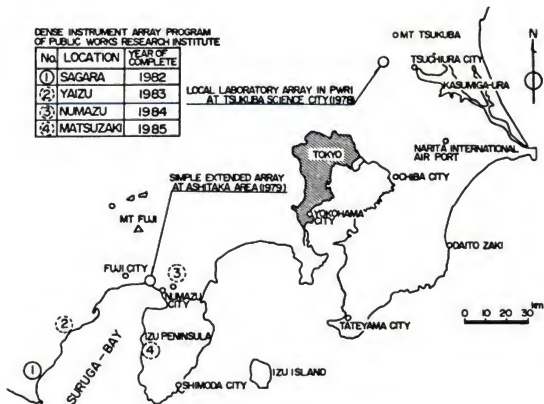 DENSE INSTRUMENT ARRAY PROGRAM
OF PUBLIC WORKS RESEARCH INSTITUTE
No. LOCATION YEAR OF COMPLETE
① SAGARA 1982
② YAIZU 1983
③ NUMAZU 1984
④ MATSUZAKI 1985
MT TSUKUBA
TSUCHIURA CITY
KASUMIGA-URA
LOCAL LABORATORY ARRAY IN PWRI
AT TSUKUBA SCIENCE CITY (1978)
NARITA INTERNATIONAL
AIR PORT
TOKYO
CHIBA CITY
SIMPLE EXTENDED ARRAY
AT ASHITAKA AREA (1979)
YOKOHAMA
CITY
MT FUJI
DAITO ZAKI
FUJI CITY
③
NUMAZU
CITY
②
0 10 20 30 km
TATEYAMA CITY
IZU PENINSULA
④
①
SURUGA-BAY
IZU ISLAND
SHIMODA CITY